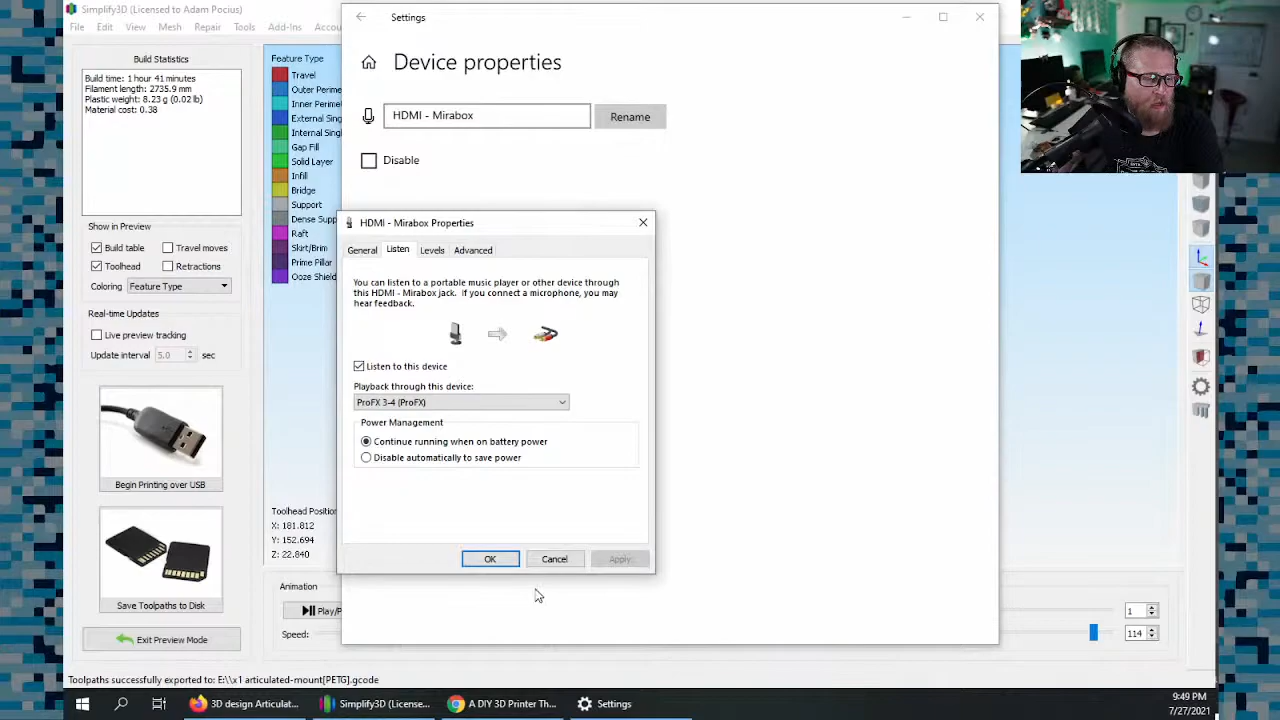 Simplify3D (Licensed to Adam Pocius)
File Edit View Mesh Repair Tools Add-Ins Accou
Build Statistics
Build time: 1 hour 41 minutes
Filament length: 2735.9 mm
Plastic weight: 8.23 g (0.02 lb)
Material cost: 0.38
Show in Preview
Build table Travel moves
Toolhead Retractions
Coloring Feature Type
Real-time Updates
Live preview tracking
Update interval 5.0 sec
Begin Printing over USB
Save Toolpaths to Disk
Exit Preview Mode
Feature Type
Travel
Outer Perim
Inner Perime
External Sing
Internal Sing
Gap Fill
Solid Layer
Infill
Bridge
Support
Dense Supp
Raft
Skirt/Brim
Prime Pillar
Ooze Shield
Toolhead Position
X: 181.812
Y: 152.694
Z: 22.840
Animation
Play/P
Speed:
1
114
Settings
Device properties
HDMI - Mirabox Rename
Disable
HDMI - Mirabox Properties
General Listen Levels Advanced
You can listen to a portable music player or other device through
this HDMI - Mirabox jack. If you connect a microphone, you may
hear feedback.
Listen to this device
Playback through this device:
ProFX 3-4 (ProFX)
Power Management
Continue running when on battery power
Disable automatically to save power
OK Cancel Apply
Toolpaths successfully exported to: E:\\x1 articulated-mount[PETG].gcode
3D design Articulat... Simplify3D (License... A DIY 3D Printer Th... Settings
9:49 PM
7/27/2021